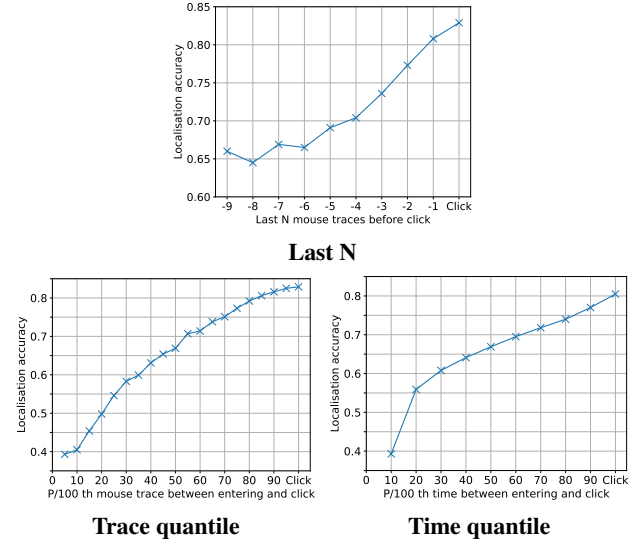 0.85
0.80
0.75
0.70
0.65
0.60
Localisation accuracy
-9 -8 -7 -6 -5 -4 -3 -2 -1 Click
Last N mouse traces before click
Last N
0.8
0.7
0.6
0.5
0.4
Localisation accuracy
0 10 20 30 40 50 60 70 80 90 Click
P/100 th mouse trace between entering and click
Trace quantile
0.8
0.7
0.6
0.5
0.4
Localisation accuracy
0 10 20 30 40 50 60 70 80 90 Click
P/100 th time between entering and click
Time quantile